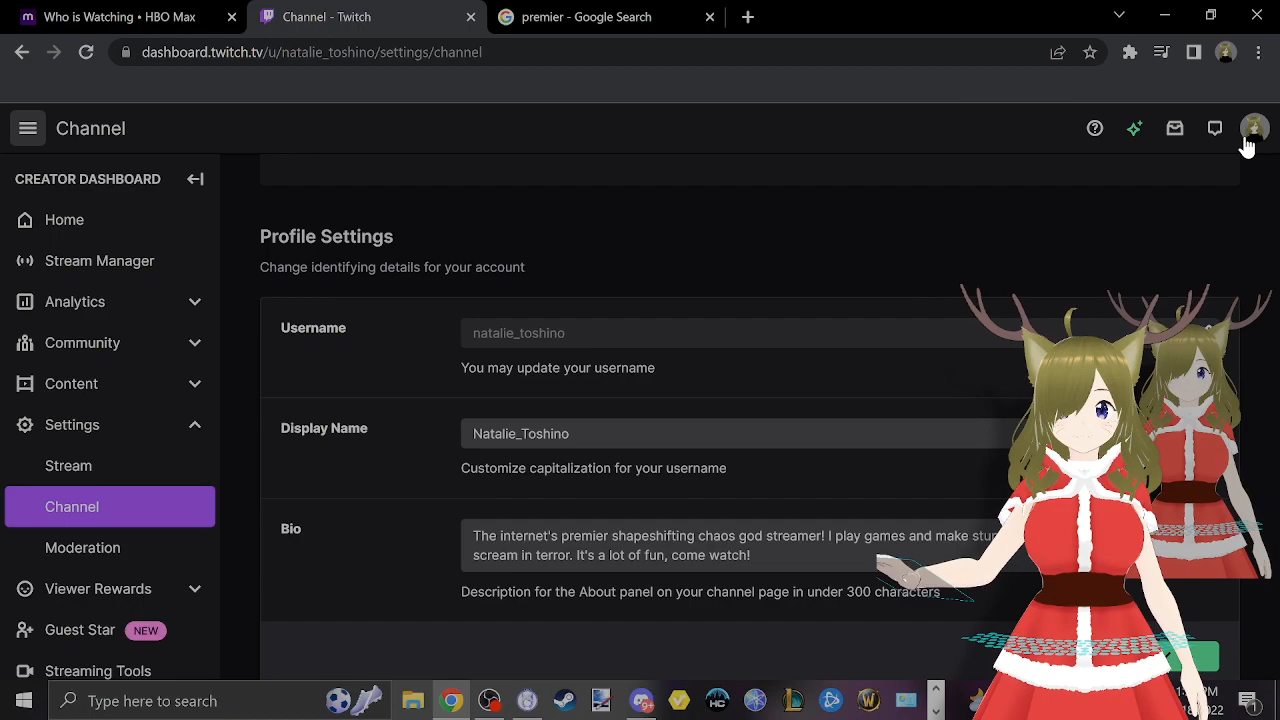 Who is Watching • HBO Max
Channel - Twitch
premier - Google Search
dashboard.twitch.tv/u/natalie_toshino/settings/channel
Channel
CREATOR DASHBOARD
Home
Stream Manager
Analytics
Community
Content
Settings
Stream
Channel
Moderation
Viewer Rewards
Guest Star NEW
Streaming Tools
Profile Settings
Change identifying details for your account
Username
natalie_toshino
You may update your username
Display Name
Natalie_Toshino
Customize capitalization for your username
Bio
The internet's premier shapeshifting chaos god streamer! I play games and make
scream in terror. It's a lot of fun, come watch!
Description for the About panel on your channel page in under 300 characters
Type here to search